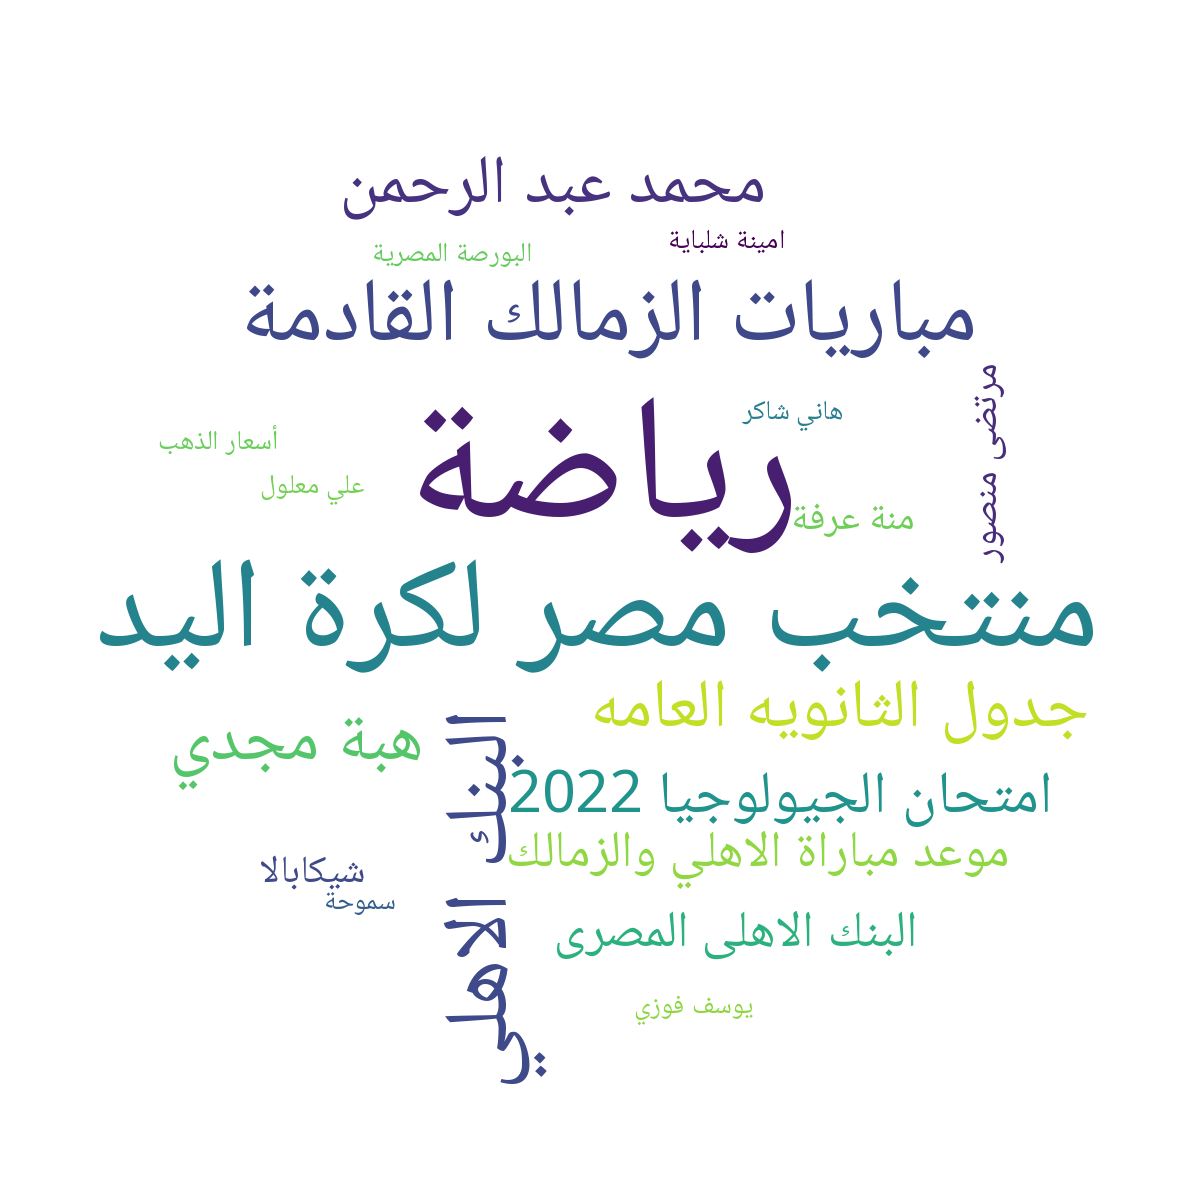 محمد عبد الرحمن
امينة شلباية
البورصة المصرية
مباريات الزمالك القادمة
مرتضى منصور
رياضة
هاني شاكر
أسعار الذهب
علي معلول
منة عرفة
منتخب مصر لكرة اليد
جدول الثانويه العامه
هبة مجدي
البنك الاهلي
امتحان الجيولوجيا 2022
موعد مباراة الاهلي والزمالك
شيكابالا
سموحة
البنك الاهلى المصرى
يوسف فوزي